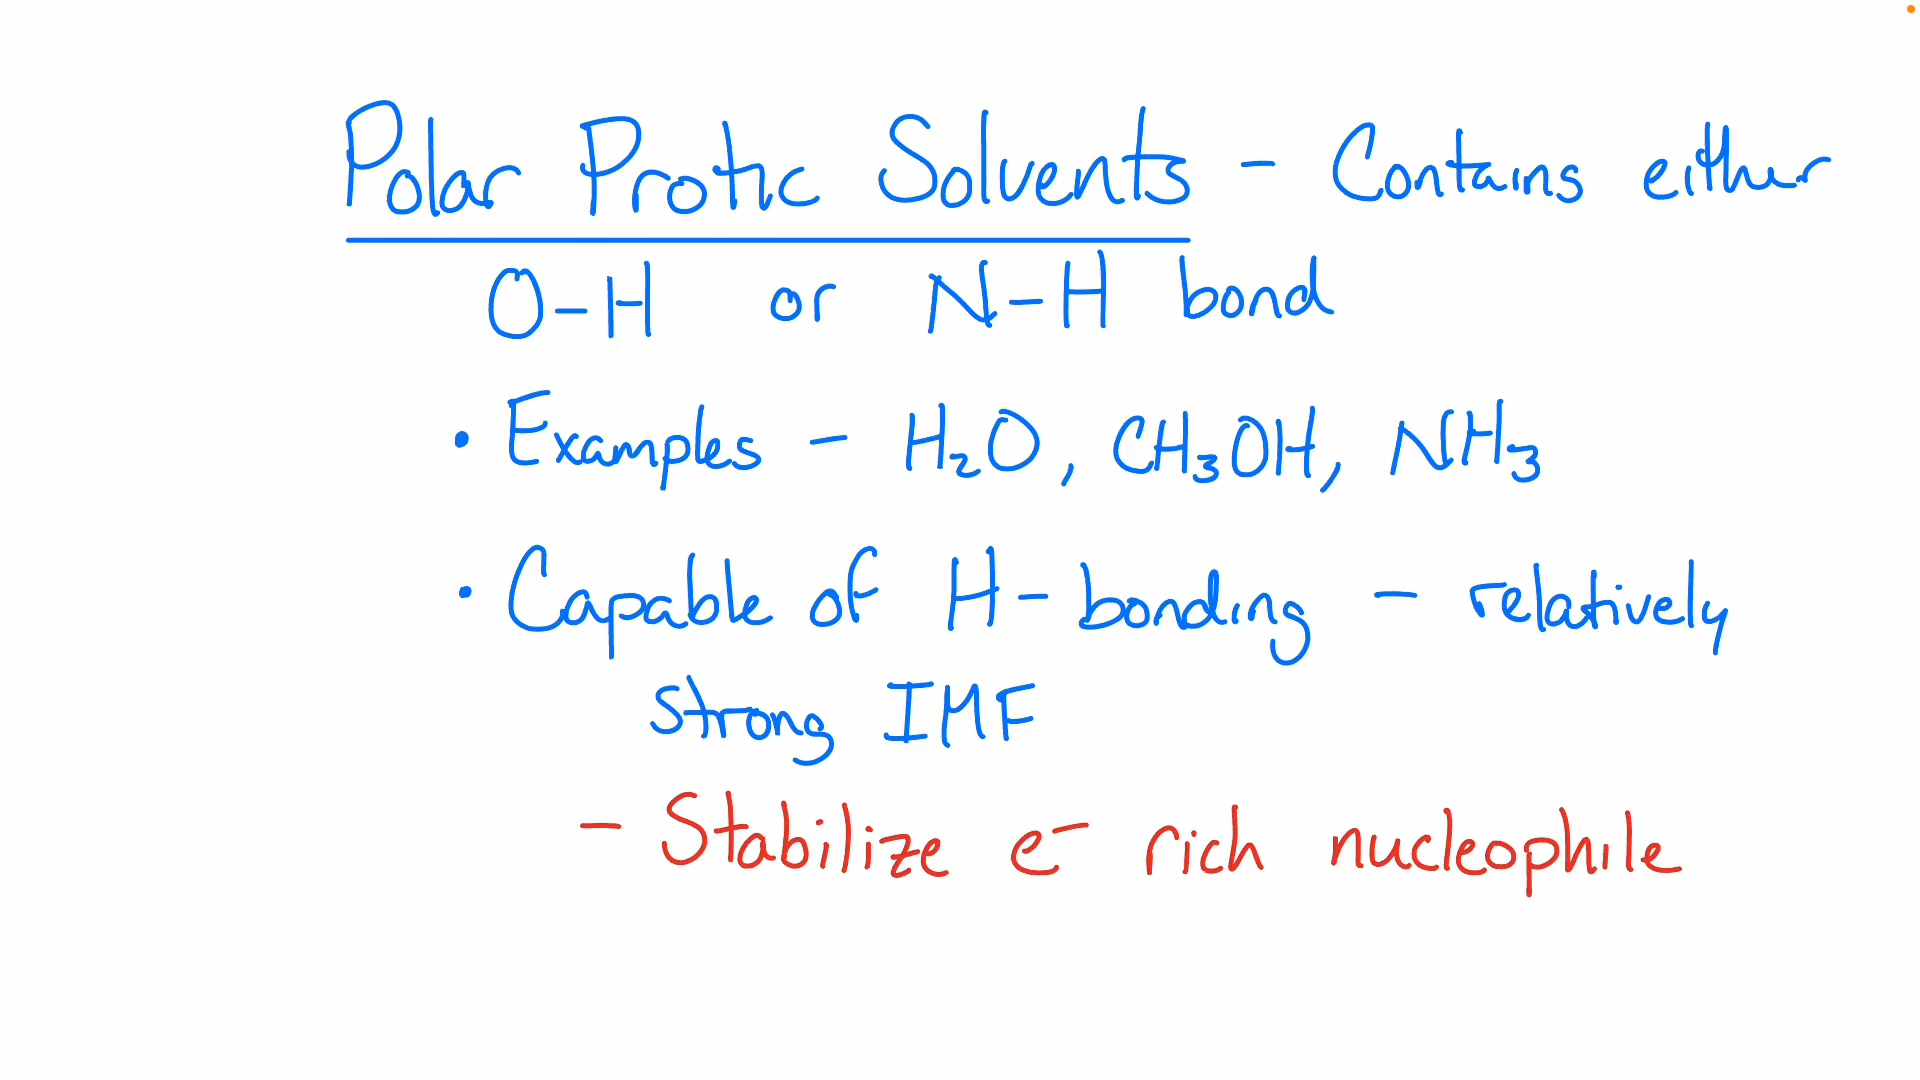 Polar Protic Solvents - Contains either
O-H or N-H bond
• Examples - H₂O, CH₃OH, NH₃
• Capable of H-bonding - relatively
strong IMF
- Stabilize e⁻ rich nucleophile